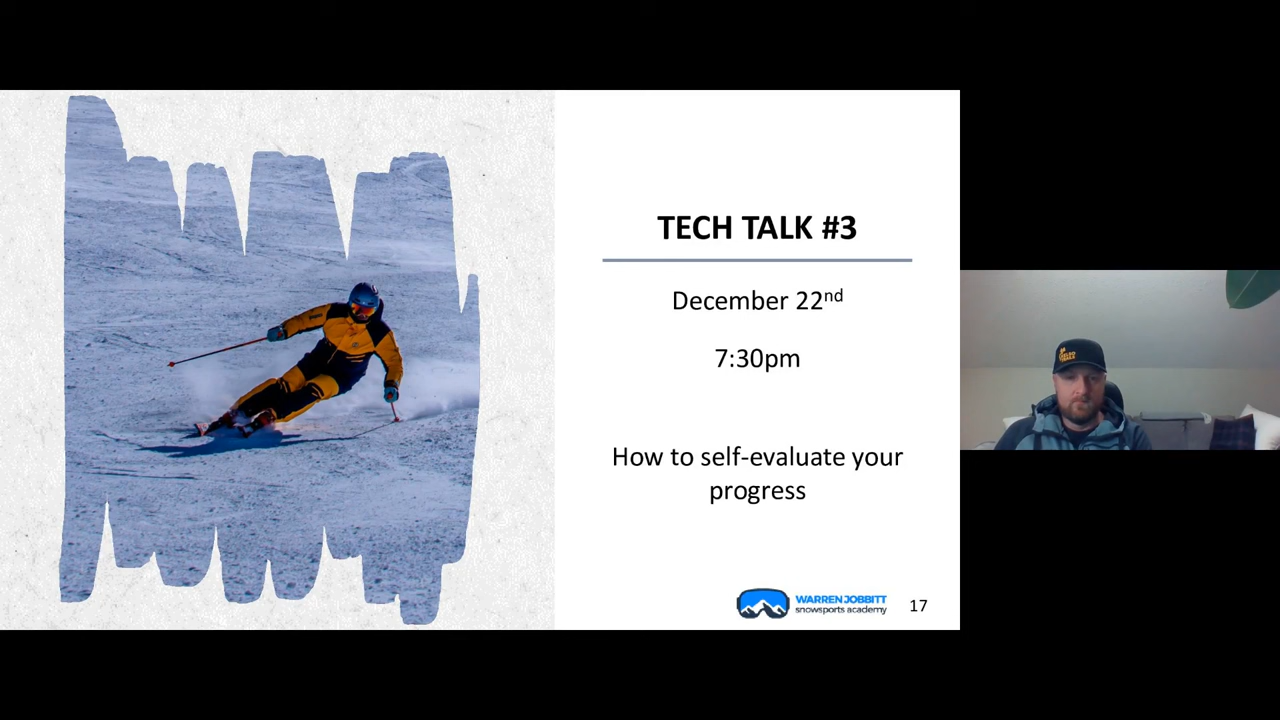 TECH TALK #3
December 22nd
7:30pm
How to self-evaluate your
progress
WARREN JOBBITT
snowsports academy
17